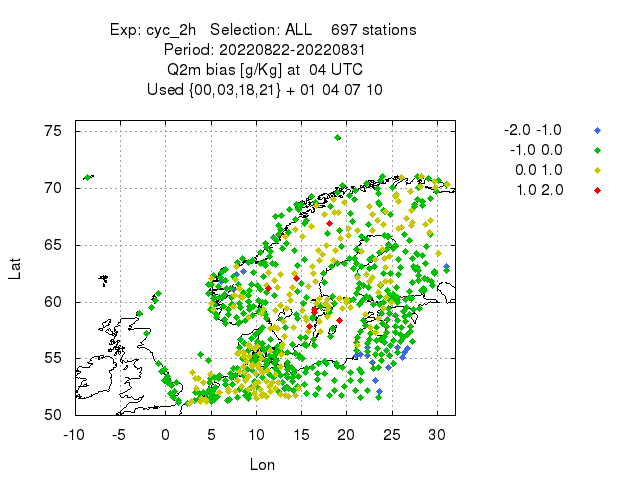 Exp: cyc_2h Selection: ALL 697 stations
Period: 20220822-20220831
Q2m bias [g/Kg] at 04 UTC
Used {00,03,18,21} + 01 04 07 10
-2.0 -1.0
-1.0 0.0
0.0 1.0
1.0 2.0
75
70
65
60
55
50
Lat
-10 -5 0 5 10 15 20 25 30
Lon